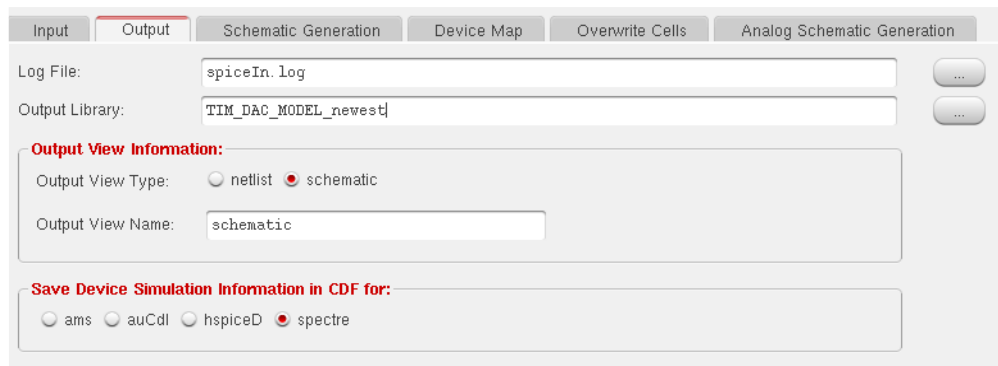 Input Output Schematic Generation Device Map Overwrite Cells Analog Schematic Generation
Log File: spiceIn.log ...
Output Library: TIM_DAC_MODEL_newest ...
Output View Information:
Output View Type: netlist schematic
Output View Name: schematic
Save Device Simulation Information in CDF for:
ams auCdl hspiceD spectre